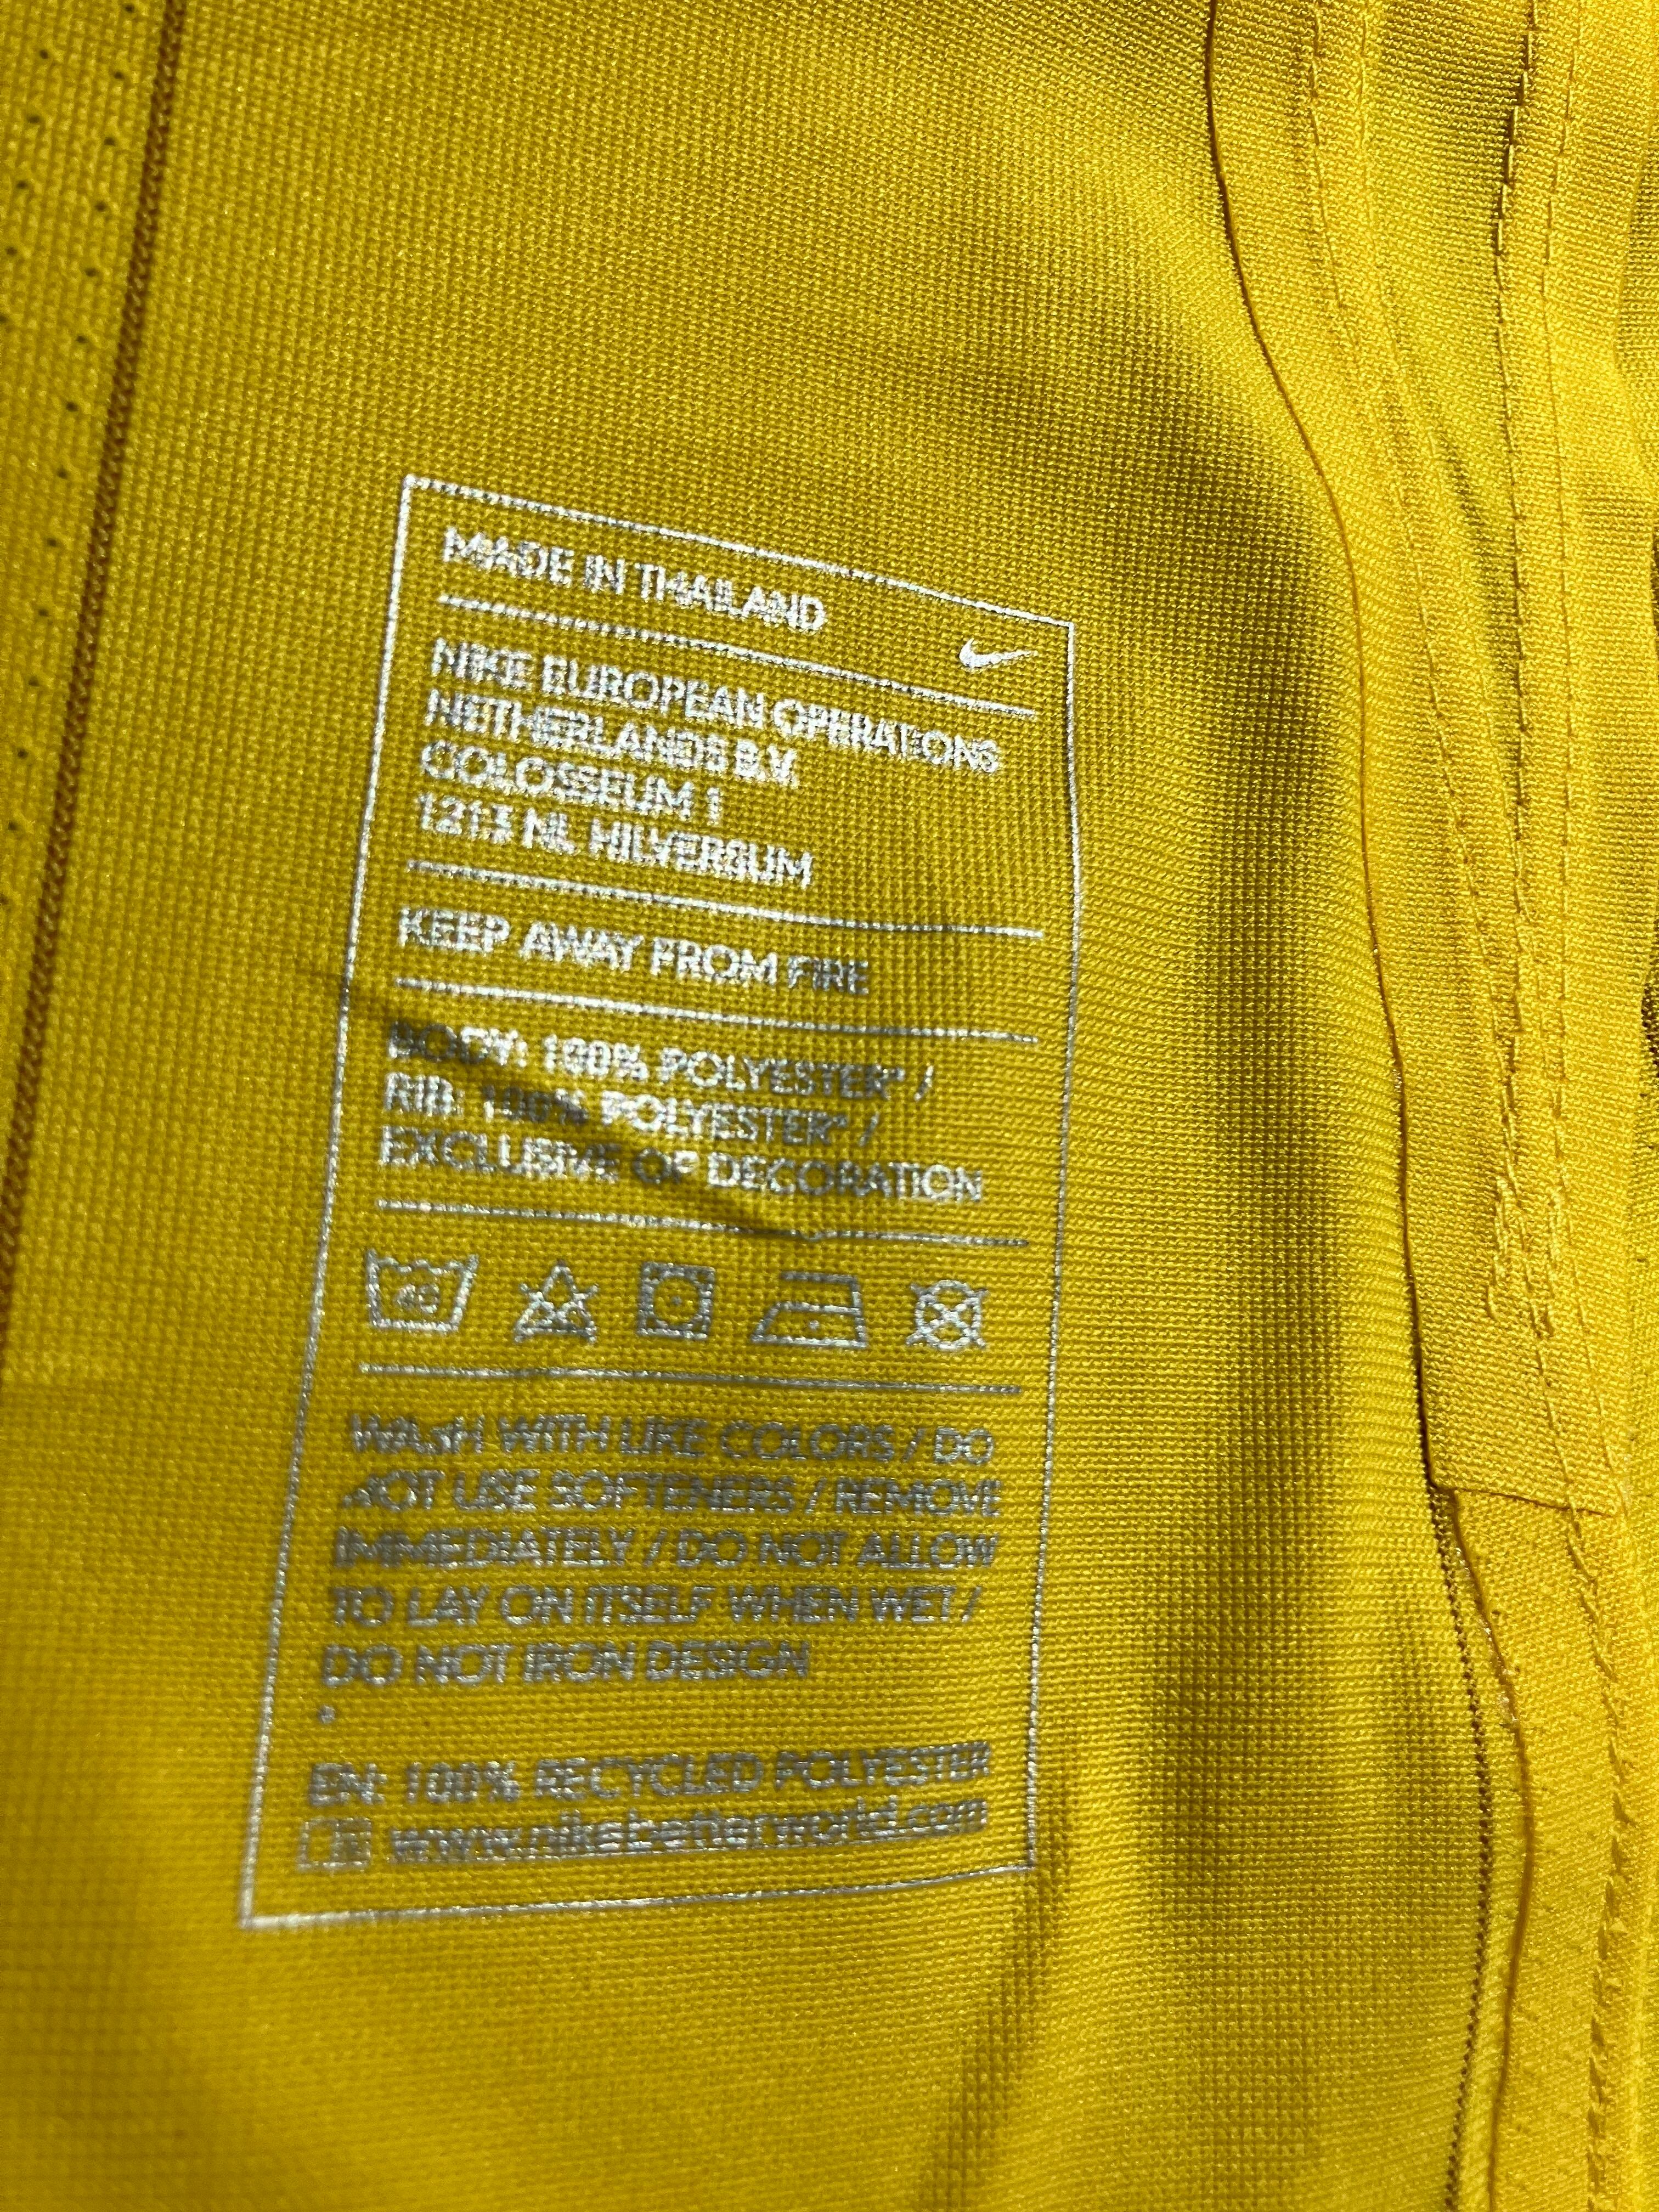 MADE IN THAILAND
NIKE EUROPEAN OPERATIONS
NETHERLANDS B.V.
COLOSSEUM 1
1213 NL HILVERSUM
KEEP AWAY FROM FIRE
BODY: 100% POLYESTER* /
RIB: 100% POLYESTER* /
EXCLUSIVE OF DECORATION
40
WASH WITH LIKE COLORS / DO
NOT USE SOFTENERS / REMOVE
IMMEDIATELY / DO NOT ALLOW
TO LAY ON ITSELF WHEN WET /
DO NOT IRON DESIGN
*
EN: 100% RECYCLED POLYESTER
www.nikebetterworld.com